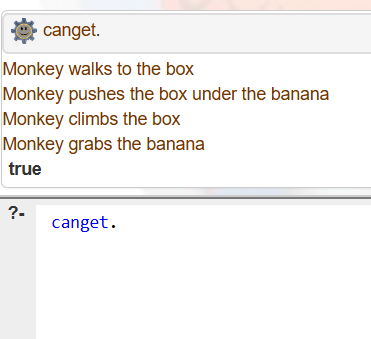 canget.
Monkey walks to the box
Monkey pushes the box under the banana
Monkey climbs the box
Monkey grabs the banana
true
?- canget.